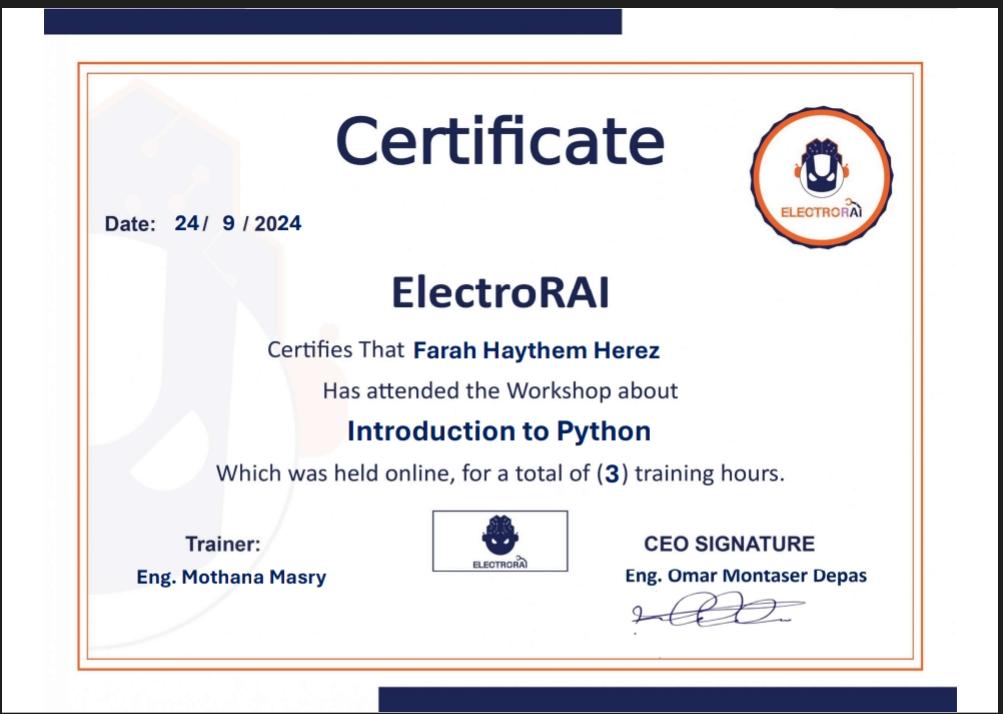 Certificate
ELECTRORAI
Date: 24/ 9 / 2024
ElectroRAI
Certifies That Farah Haythem Herez
Has attended the Workshop about
Introduction to Python
Which was held online, for a total of (3) training hours.
ELECTRORAI
Trainer:
Eng. Mothana Masry
CEO SIGNATURE
Eng. Omar Montaser Depas